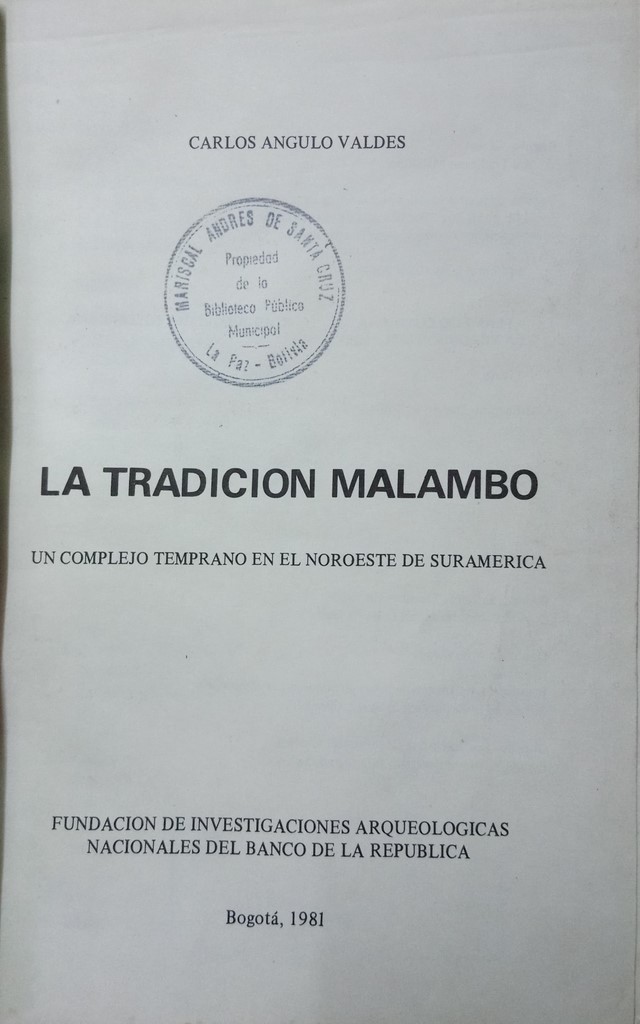 CARLOS ANGULO VALDES
MARISCAL ANDRES DE SANTA CRUZ
Propiedad
de la
Biblioteca Pública
Municipal
La Paz - Bolivia
LA TRADICION MALAMBO
UN COMPLEJO TEMPRANO EN EL NOROESTE DE SURAMERICA
FUNDACION DE INVESTIGACIONES ARQUEOLOGICAS
NACIONALES DEL BANCO DE LA REPUBLICA
Bogotá, 1981